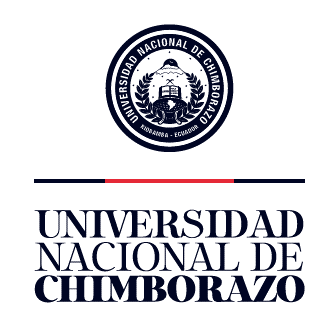 UNIVERSIDAD NACIONAL DE CHIMBORAZO
RIOBAMBA - ECUADOR
UNIVERSIDAD
NACIONAL DE
CHIMBORAZO